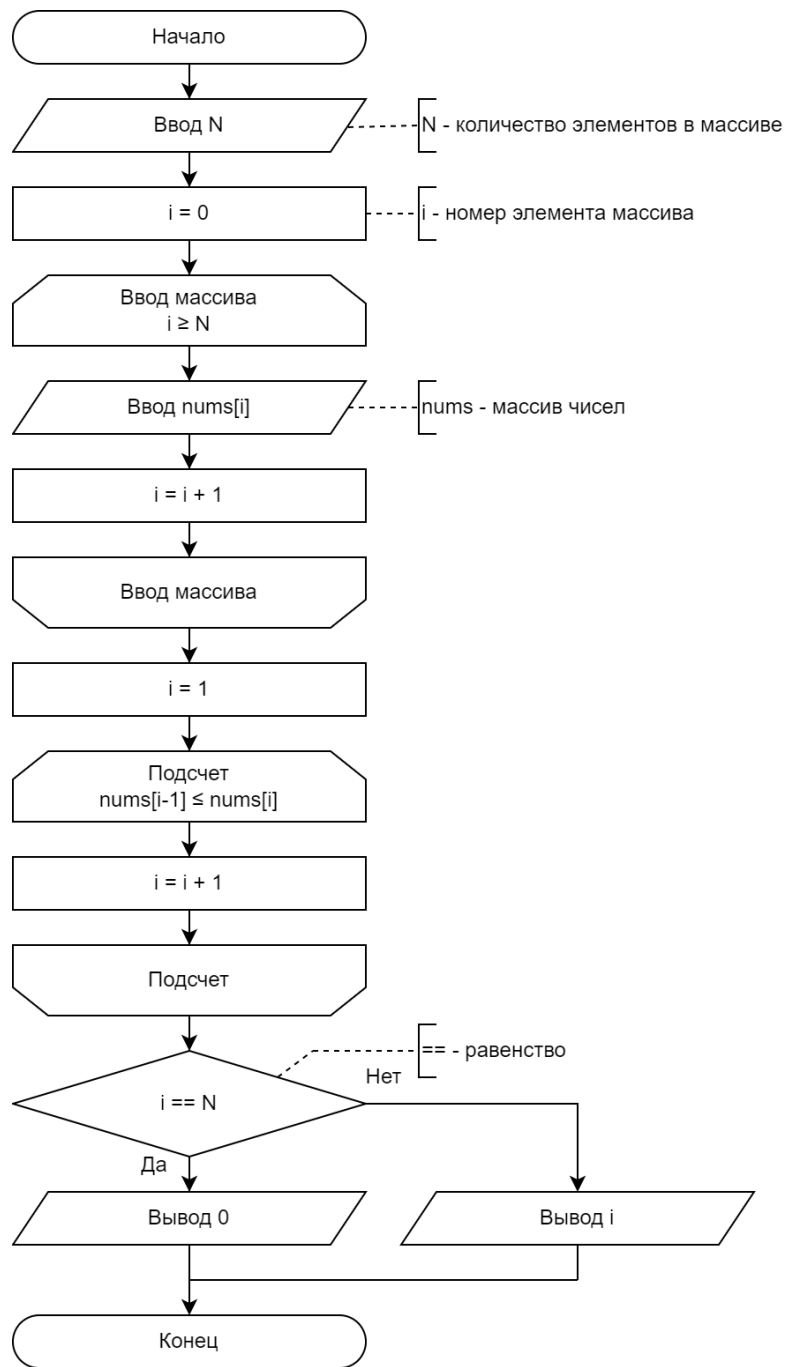 Начало
Ввод N
N - количество элементов в массиве
i = 0
i - номер элемента массива
Ввод массива
i ≥ N
Ввод nums[i]
nums - массив чисел
i = i + 1
Ввод массива
i = 1
Подсчет
nums[i-1] ≤ nums[i]
i = i + 1
Подсчет
== - равенство
i == N
Нет
Да
Вывод 0
Вывод i
Конец